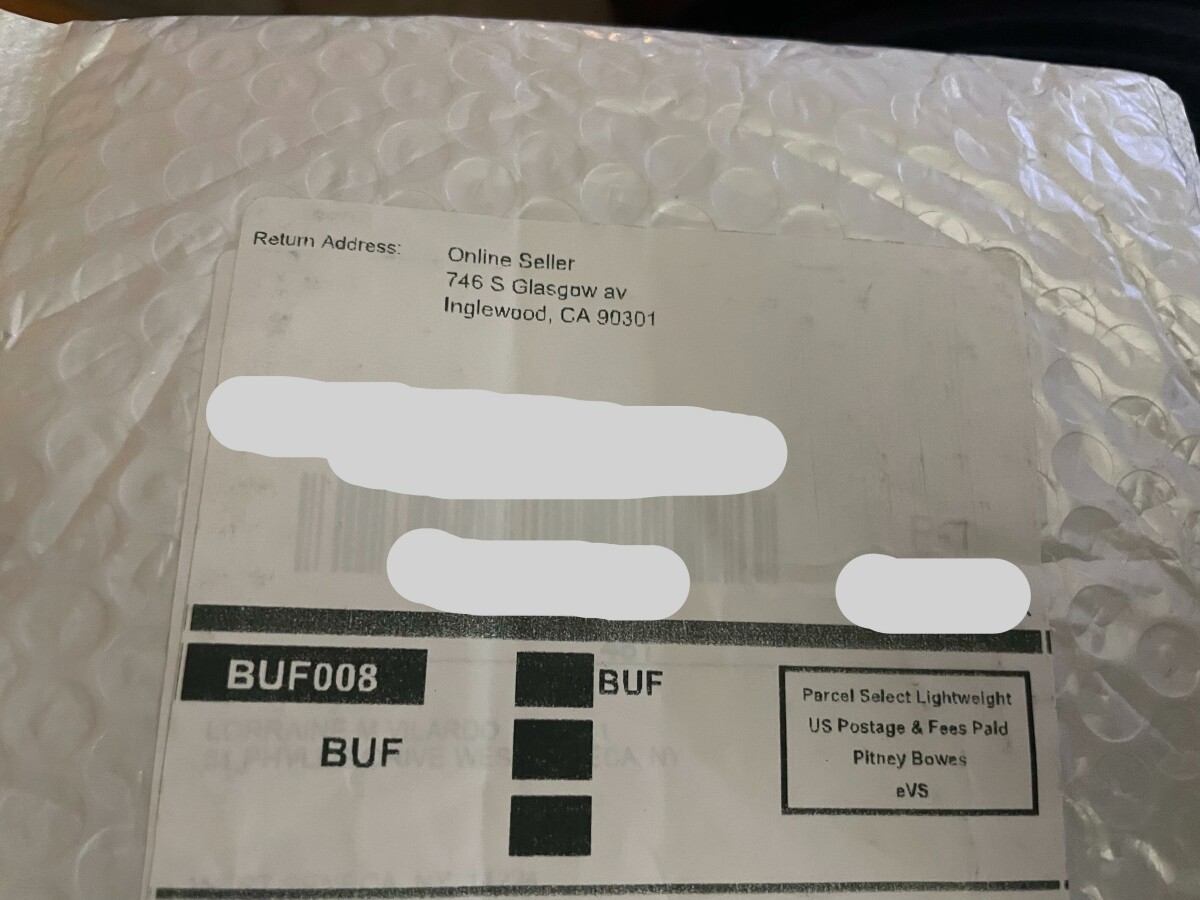 Return Address:
Online Seller
746 S Glasgow av
Inglewood, CA 90301
BUF008
BUF
BUF
Parcel Select Lightweight
US Postage & Fees Paid
Pitney Bowes
eVS